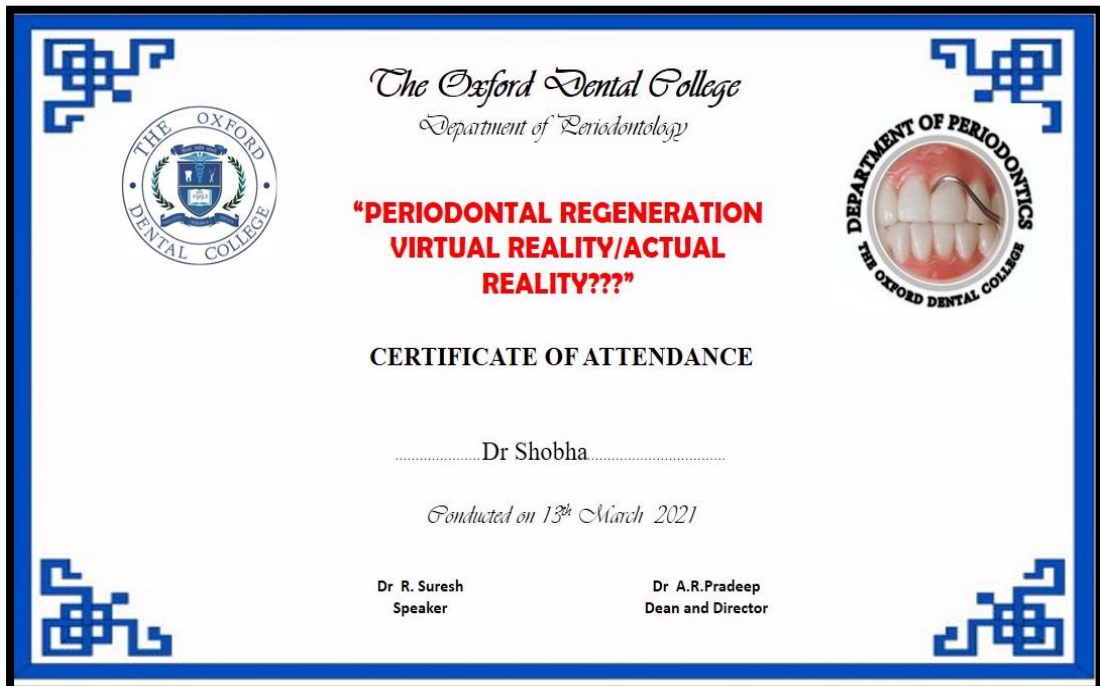 The Oxford Dental College
Department of Periodontology
THE OXFORD DENTAL COLLEGE
DEPARTMENT OF PERIODONTICS
THE OXFORD DENTAL COLLEGE
“PERIODONTAL REGENERATION
VIRTUAL REALITY/ACTUAL
REALITY???”
CERTIFICATE OF ATTENDANCE
......................Dr Shobha...................................
Conducted on 13th March 2021
Dr R. Suresh
Speaker
Dr A.R.Pradeep
Dean and Director